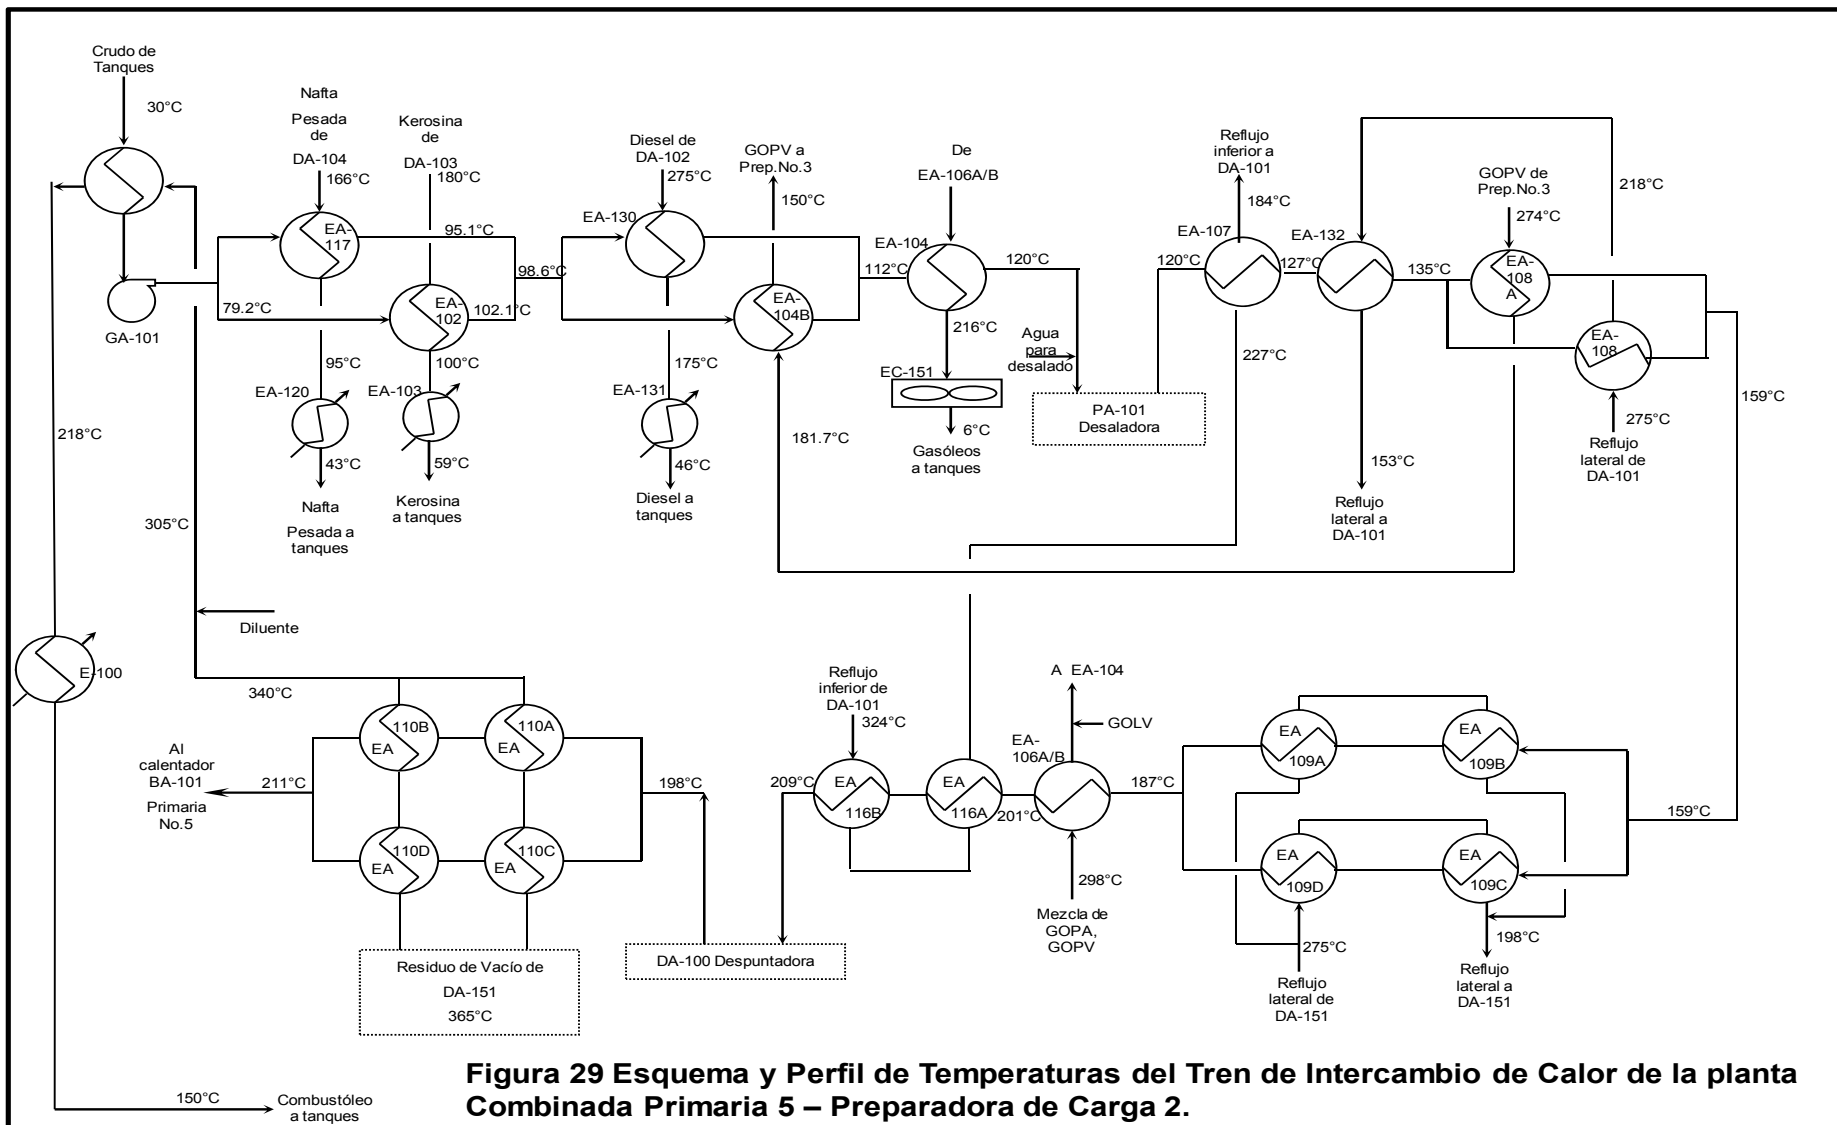 Crudo de
Tanques
30°C
Nafta
Pesada
de
DA-104
166°C
Kerosina
de
DA-103
180°C
Diesel de
DA-102
275°C
GOPV a
Prep.No.3
150°C
De
EA-106A/B
Reflujo
inferior a
DA-101
184°C
GOPV de
Prep.No.3
274°C
218°C
EA-
117
95.1°C
EA-130
EA-104
EA-107
EA-132
98.6°C
112°C
120°C
120°C
127°C
135°C
EA-
108
A
79.2°C
EA-
102
102.1°C
EA-
104B
GA-101
216°C
Agua
para
desalado
227°C
EA-
108
95°C
100°C
175°C
EC-151
EA-120
EA-103
EA-131
159°C
PA-101
Desaladora
275°C
Reflujo
lateral de
DA-101
218°C
43°C
59°C
46°C
181.7°C
6°C
Gasóleos
a tanques
153°C
Nafta
Pesada a
tanques
Kerosina
a tanques
Diesel a
tanques
Reflujo
lateral a
DA-101
305°C
Diluente
E-100
340°C
Reflujo
inferior de
DA-101
324°C
A EA-104
GOLV
EA-
106A/B
110B
EA
110A
EA
EA
109A
EA
109B
Al
calentador
BA-101
211°C
Primaria
No.5
198°C
209°C
EA
116B
EA
116A
201°C
187°C
159°C
110D
EA
110C
EA
EA
109D
EA
109C
298°C
Mezcla de
GOPA,
GOPV
275°C
198°C
Reflujo
lateral de
DA-151
Reflujo
lateral a
DA-151
Residuo de Vacío de
DA-151
365°C
DA-100 Despuntadora
150°C
Combustóleo
a tanques
Figura 29 Esquema y Perfil de Temperaturas del Tren de Intercambio de Calor de la planta
Combinada Primaria 5 – Preparadora de Carga 2.